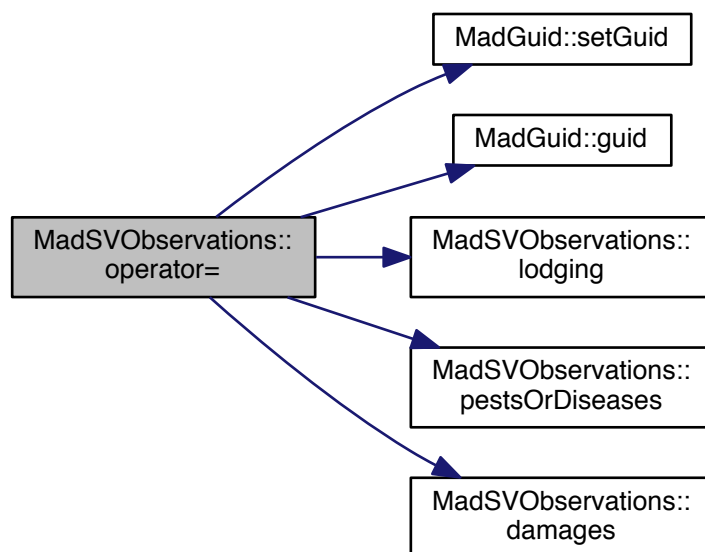 MadGuid::setGuid
MadGuid::guid
MadSVObservations::
operator=
MadSVObservations::
lodging
MadSVObservations::
pestsOrDiseases
MadSVObservations::
damages